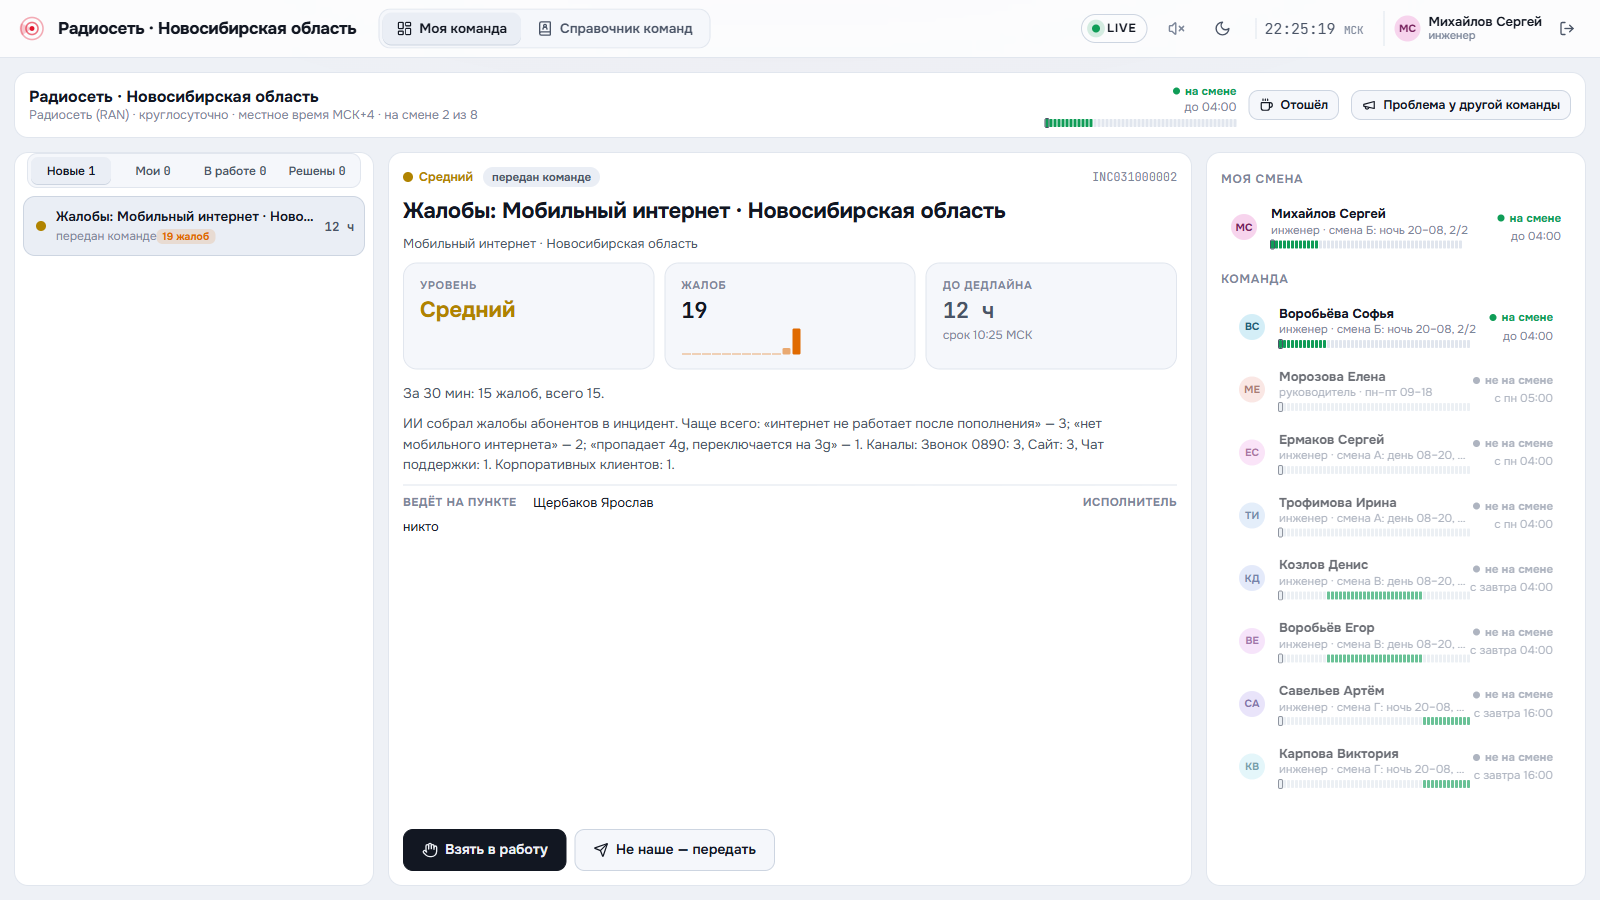 Радиосеть · Новосибирская область
Моя команда
Справочник команд
LIVE
22:25:19 МСК
МС
Михайлов Сергей
инженер
Радиосеть · Новосибирская область
Радиосеть (RAN) · круглосуточно · местное время МСК+4 · на смене 2 из 8
на смене
до 04:00
Отошёл
Проблема у другой команды
Новые 1
Мои 0
В работе 0
Решены 0
Жалобы: Мобильный интернет · Ново...
передан команде 19 жалоб
12 ч
Средний
передан команде
INC031000002
Жалобы: Мобильный интернет · Новосибирская область
Мобильный интернет · Новосибирская область
УРОВЕНЬ
Средний
ЖАЛОБ
19
ДО ДЕДЛАЙНА
12 ч
срок 10:25 МСК
За 30 мин: 15 жалоб, всего 15.
ИИ собрал жалобы абонентов в инцидент. Чаще всего: «интернет не работает после пополнения» — 3; «нет
мобильного интернета» — 2; «пропадает 4g, переключается на 3g» — 1. Каналы: Звонок 0890: 3, Сайт: 3, Чат
поддержки: 1. Корпоративных клиентов: 1.
ВЕДЁТ НА ПУНКТЕ Щербаков Ярослав ИСПОЛНИТЕЛЬ
никто
Взять в работу
Не наше — передать
МОЯ СМЕНА
МС
Михайлов Сергей
инженер · смена Б: ночь 20–08, 2/2
на смене
до 04:00
КОМАНДА
ВС
Воробьёва Софья
инженер · смена Б: ночь 20–08, 2/2
на смене
до 04:00
МЕ
Морозова Елена
руководитель · пн–пт 09–18
не на смене
с пн 05:00
ЕС
Ермаков Сергей
инженер · смена А: день 08–20, ...
не на смене
с пн 04:00
ТИ
Трофимова Ирина
инженер · смена А: день 08–20, ...
не на смене
с пн 04:00
КД
Козлов Денис
инженер · смена В: день 08–20, ...
не на смене
с завтра 04:00
ВЕ
Воробьёв Егор
инженер · смена В: день 08–20, ...
не на смене
с завтра 04:00
СА
Савельев Артём
инженер · смена Г: ночь 20–08, ...
не на смене
с завтра 16:00
КВ
Карпова Виктория
инженер · смена Г: ночь 20–08, ...
не на смене
с завтра 16:00